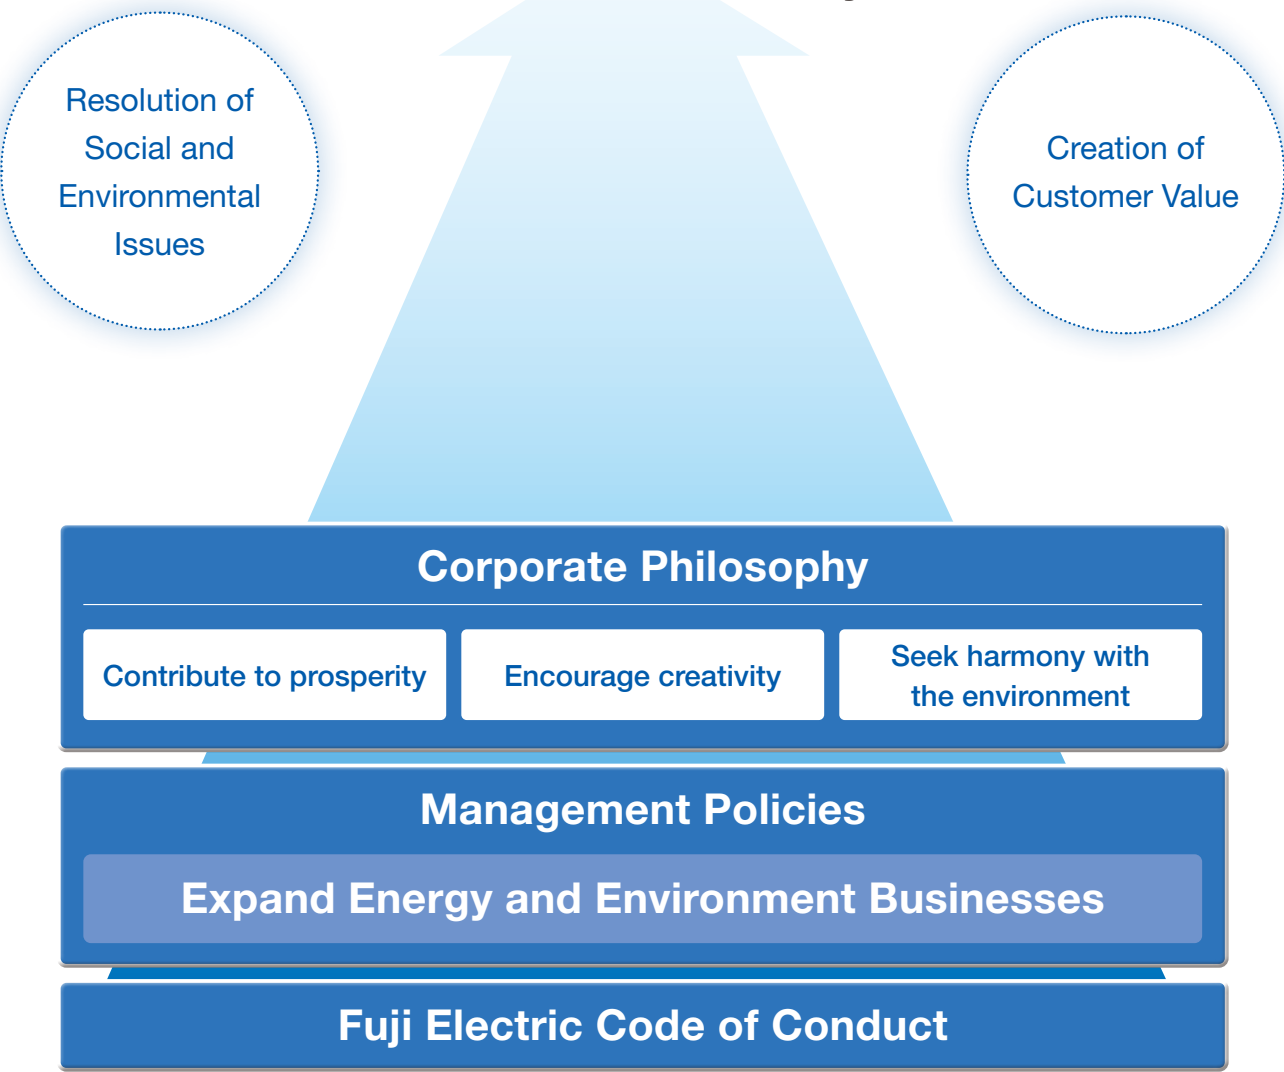 Resolution of
Social and
Environmental
Issues
Creation of
Customer Value
Corporate Philosophy
Contribute to prosperity
Encourage creativity
Seek harmony with
the environment
Management Policies
Expand Energy and Environment Businesses
Fuji Electric Code of Conduct